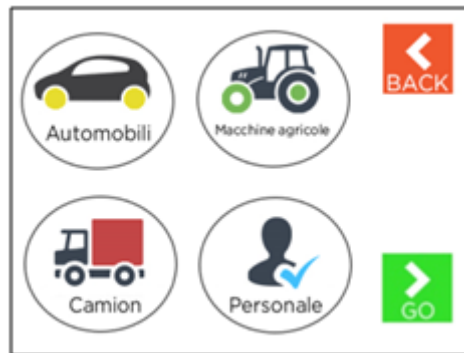 Automobili
Macchine agricole
BACK
Camion
Personale
GO